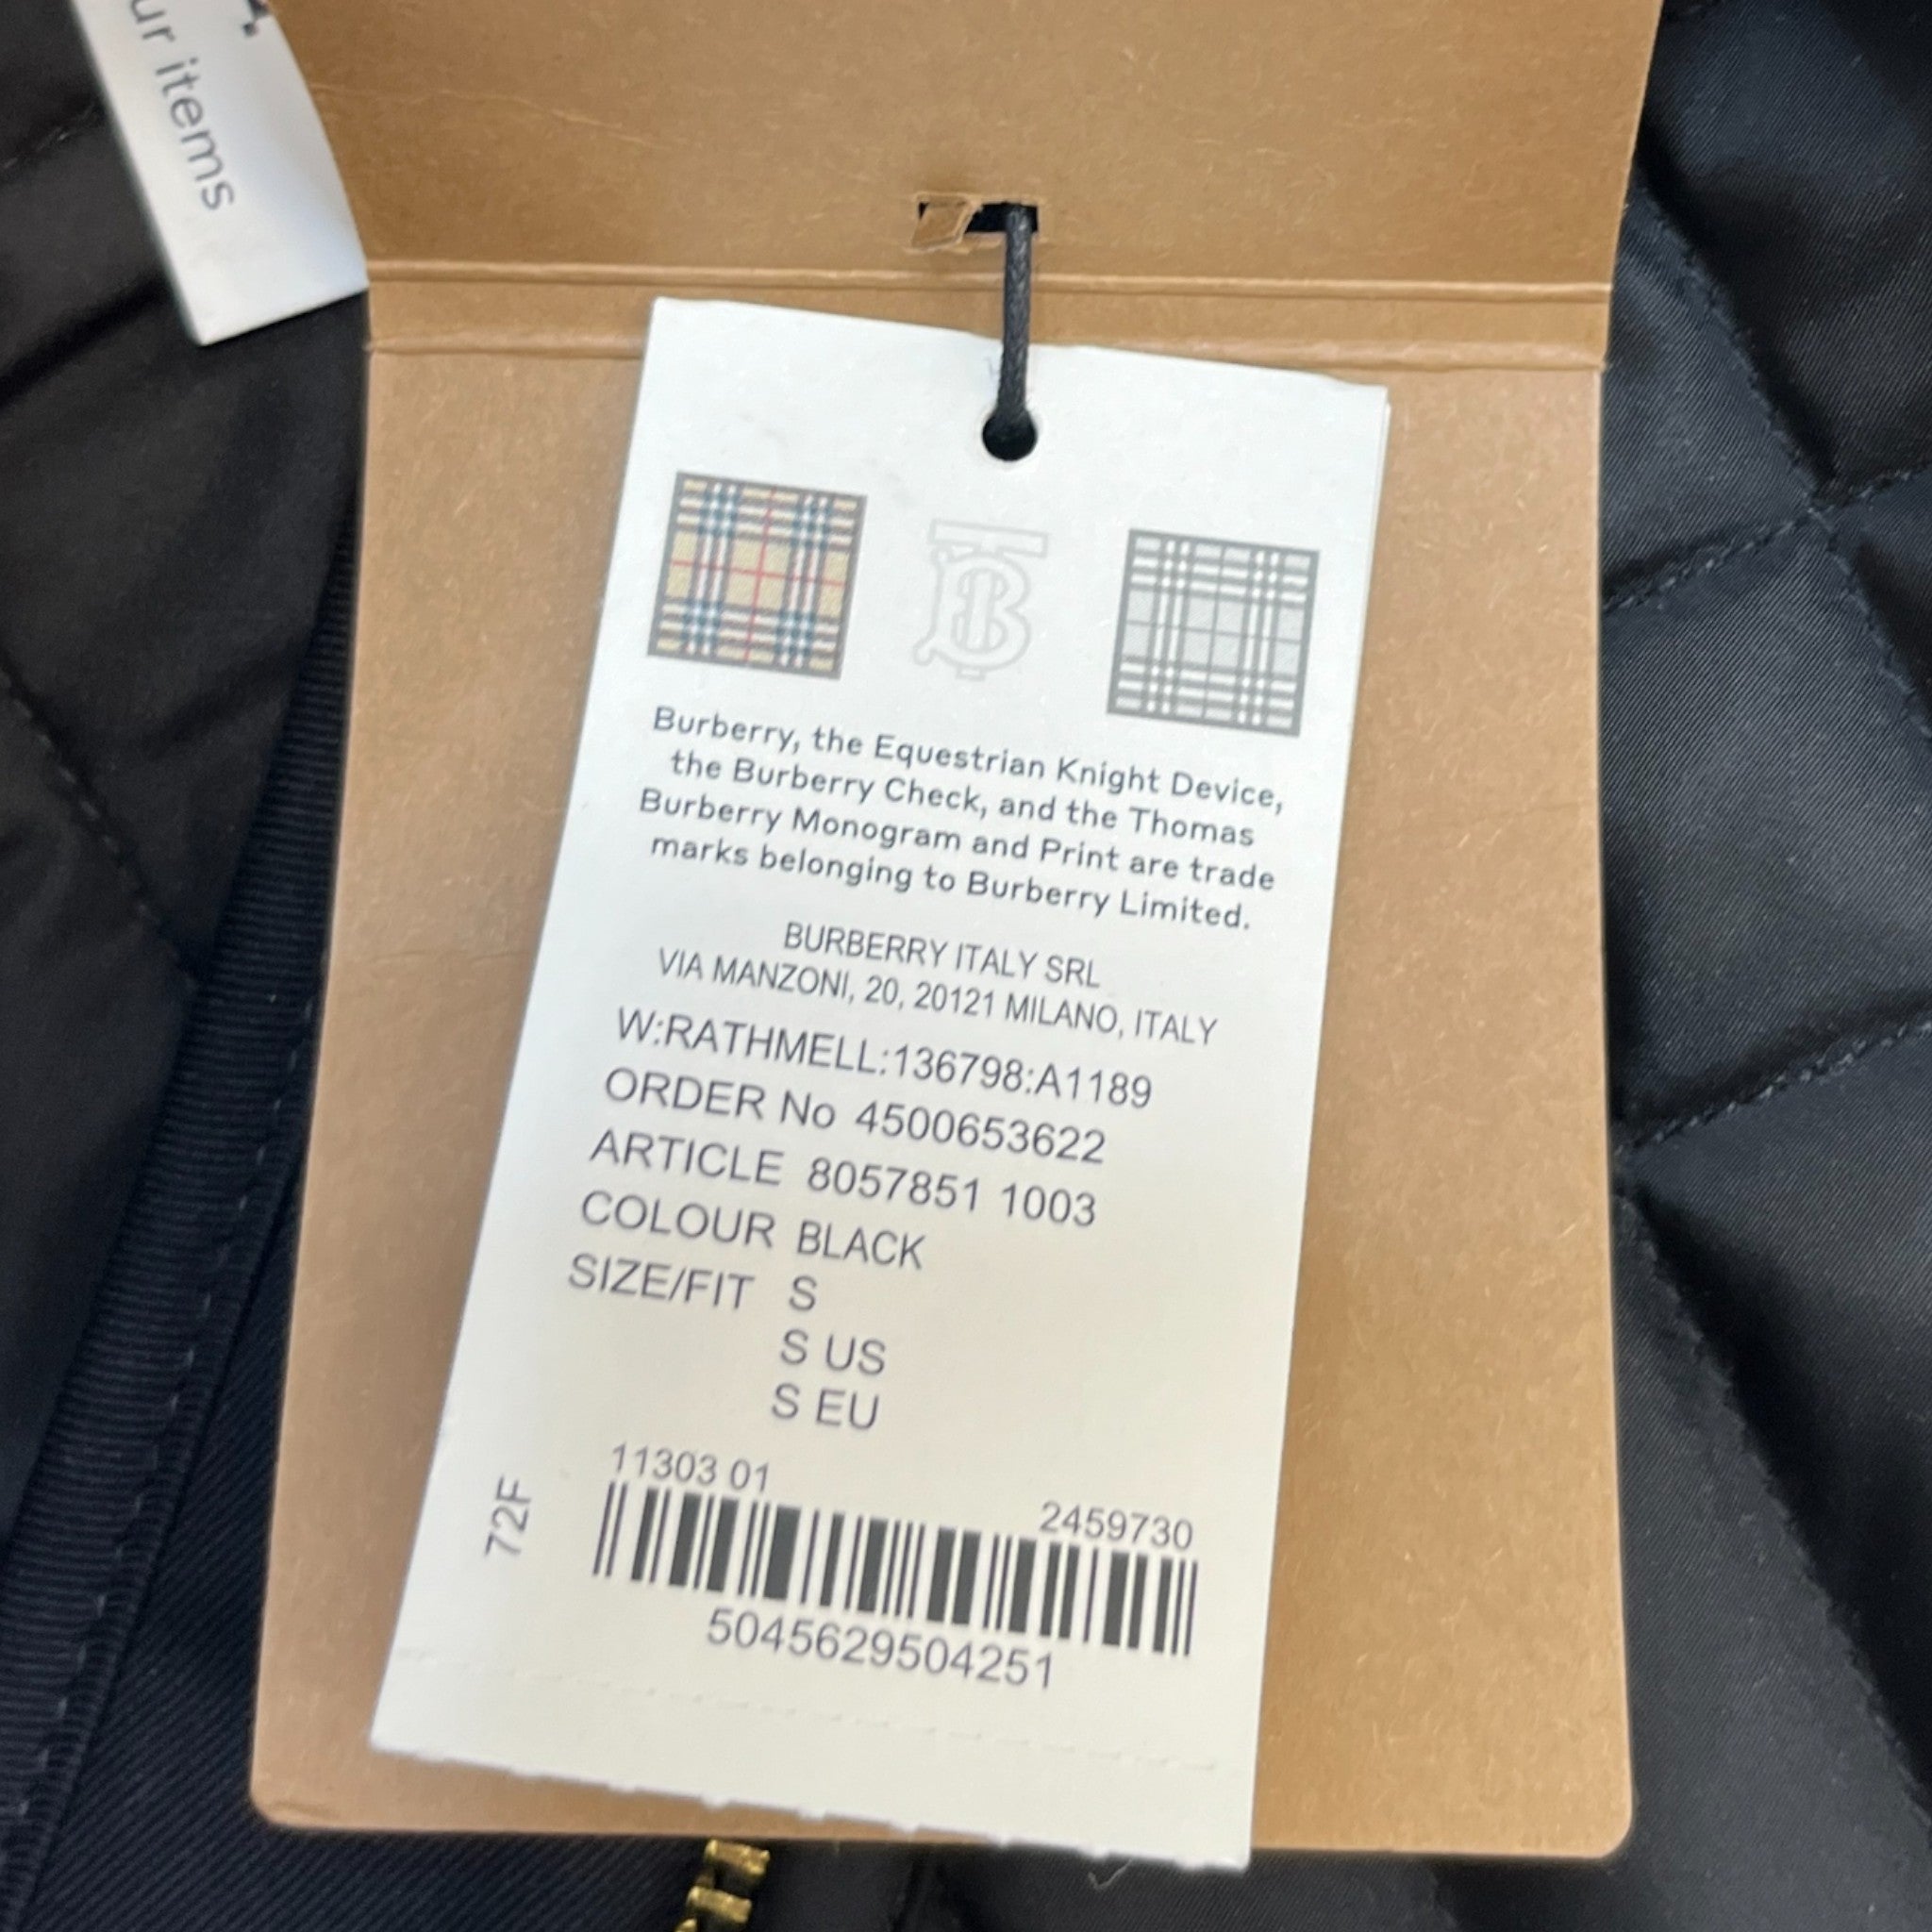 ur items
Burberry, the Equestrian Knight Device,
the Burberry Check, and the Thomas
Burberry Monogram and Print are trade
marks belonging to Burberry Limited.
BURBERRY ITALY SRL
VIA MANZONI, 20, 20121 MILANO, ITALY
W:RATHMELL:136798:A1189
ORDER No 4500653622
ARTICLE 8057851 1003
COLOUR BLACK
SIZE/FIT S
S US
S EU
11303 01
2459730
72F
5045629504251